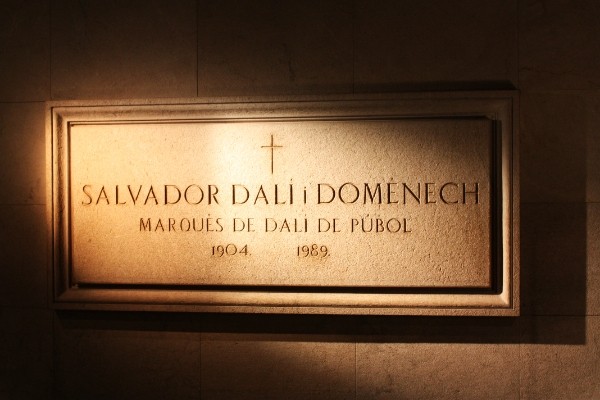 SALVADOR DALÍ i DOMÈNECH
MARQUÈS DE DALÍ DE PÚBOL
1904. 1989.